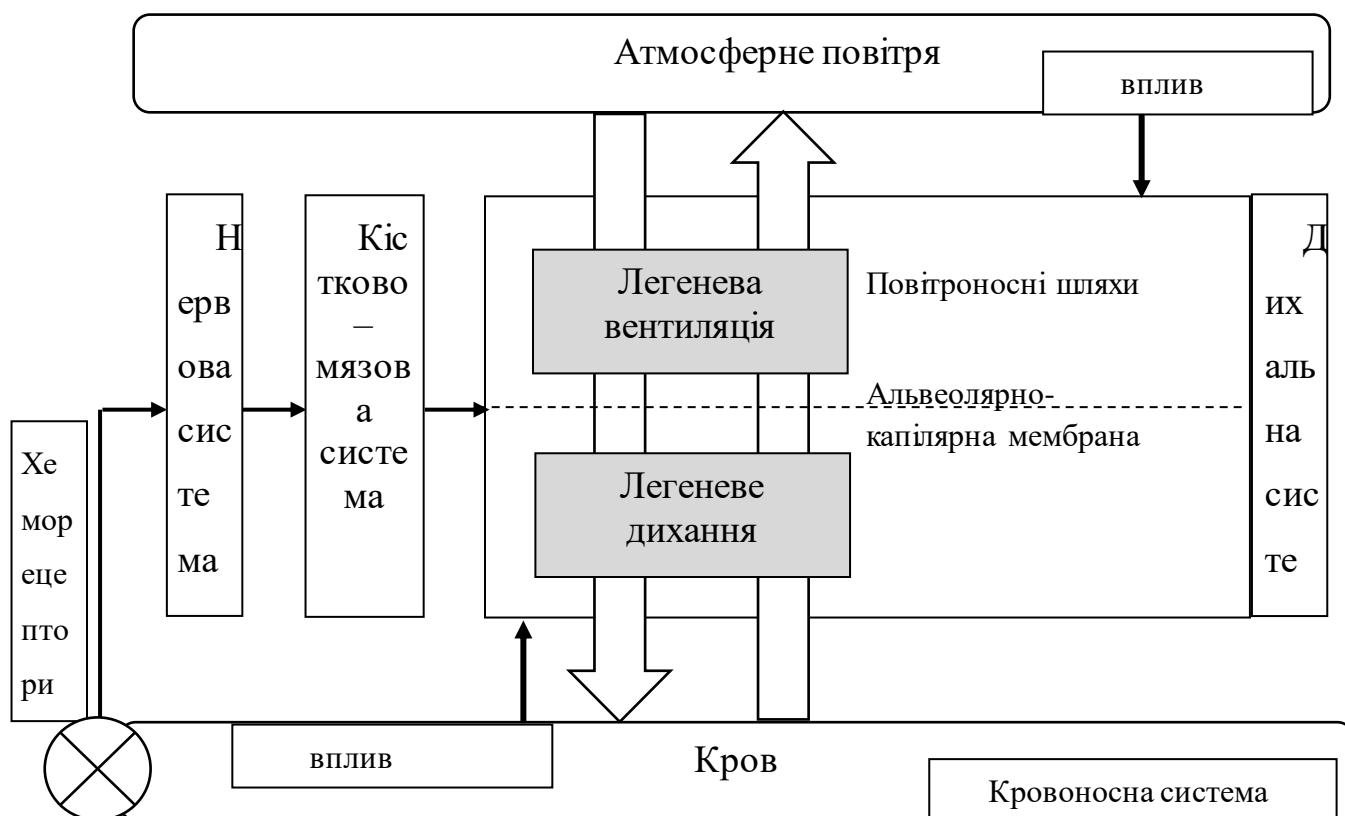 Атмосферне повітря
вплив
Н
ерв
ова
сис
те
ма
Кіс
тково
–
мязов
а
систе
ма
Легенева
вентиляція
Повітроносні шляхи
Альвеолярно-
капілярна мембрана
Легеневе
дихання
Д
их
аль
на
сис
те
Хе
мор
еце
пто
ри
вплив
Кров
Кровоносна система